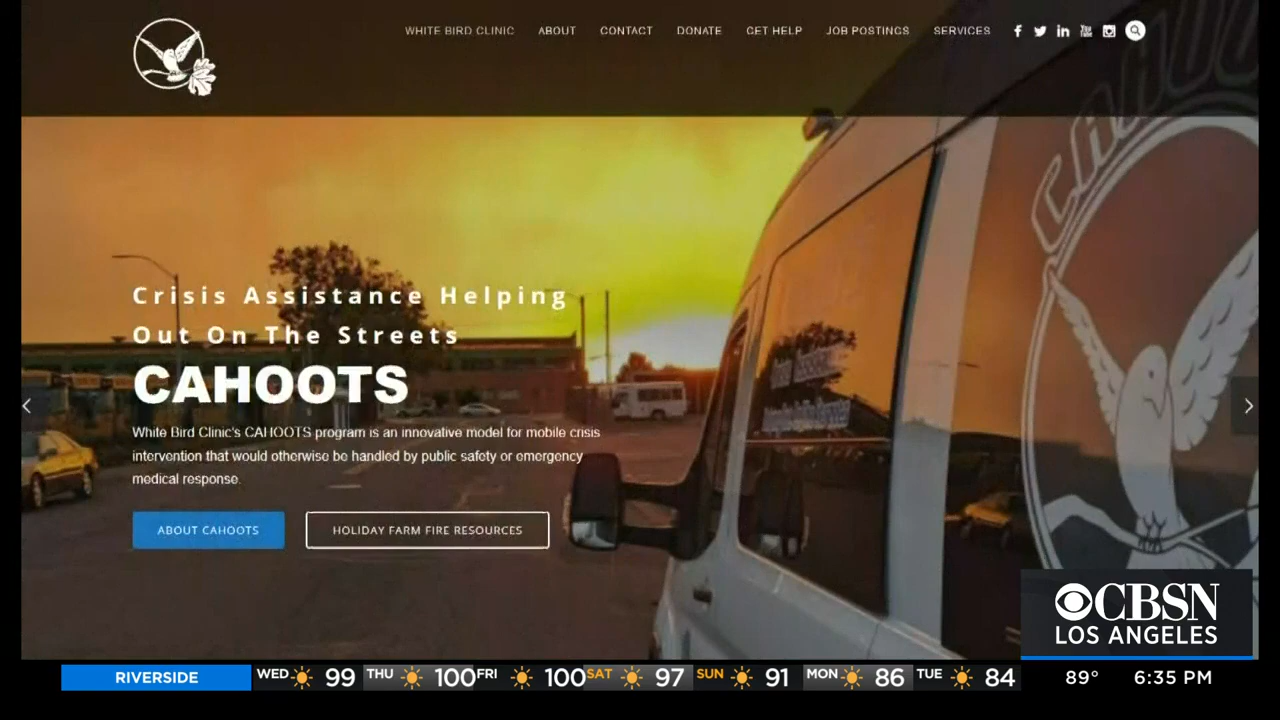 WHITE BIRD CLINIC ABOUT CONTACT DONATE GET HELP JOB POSTINGS SERVICES
CAHOO
Crisis Assistance Helping
Out On The Streets
CAHOOTS
White Bird Clinic's CAHOOTS program is an innovative model for mobile crisis
intervention that would otherwise be handled by public safety or emergency
medical response.
ABOUT CAHOOTS HOLIDAY FARM FIRE RESOURCES
CBSN
LOS ANGELES
RIVERSIDE WED 99 THU 100 FRI 100 SAT 97 SUN 91 MON 86 TUE 84 89° 6:35 PM